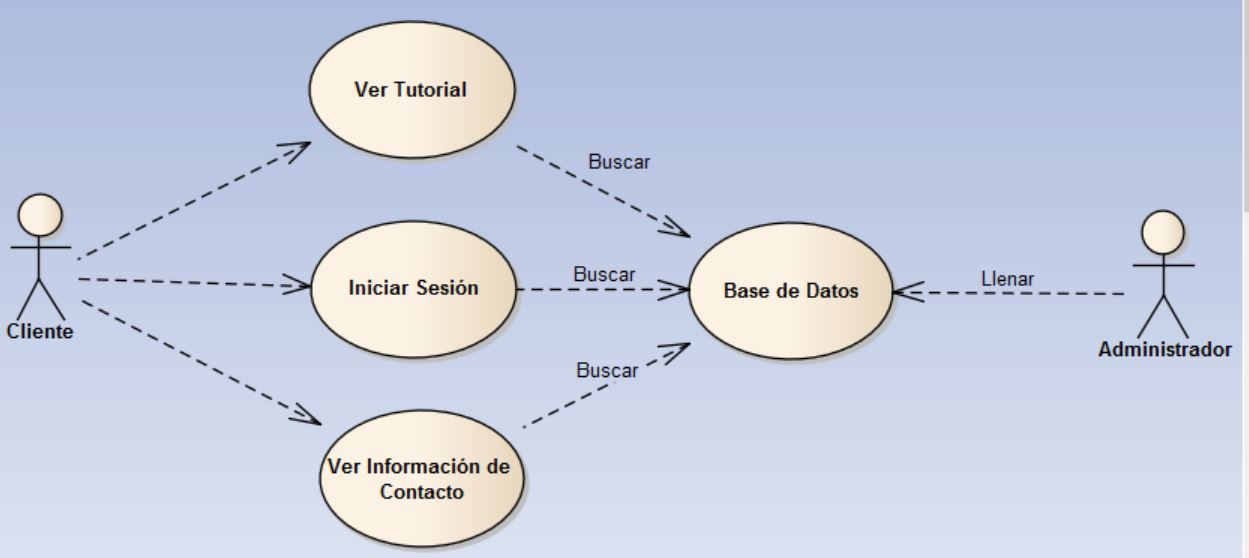 Ver Tutorial
Buscar
Iniciar Sesión
Buscar
Base de Datos
Llenar
Cliente
Administrador
Buscar
Ver Información de
Contacto